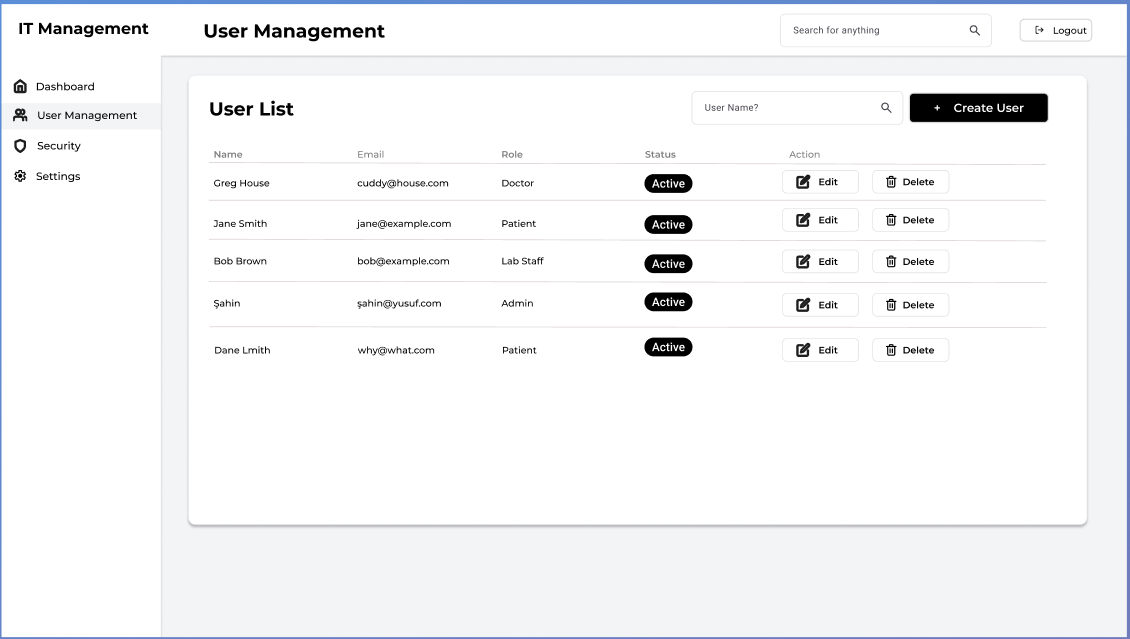 IT Management
User Management
Search for anything
Logout
Dashboard
User Management
Security
Settings
User List
User Name?
+ Create User
Name Email Role Status Action
Greg House cuddy@house.com Doctor Active Edit Delete
Jane Smith jane@example.com Patient Active Edit Delete
Bob Brown bob@example.com Lab Staff Active Edit Delete
Şahin şahin@yusuf.com Admin Active Edit Delete
Dane Lmith why@what.com Patient Active Edit Delete